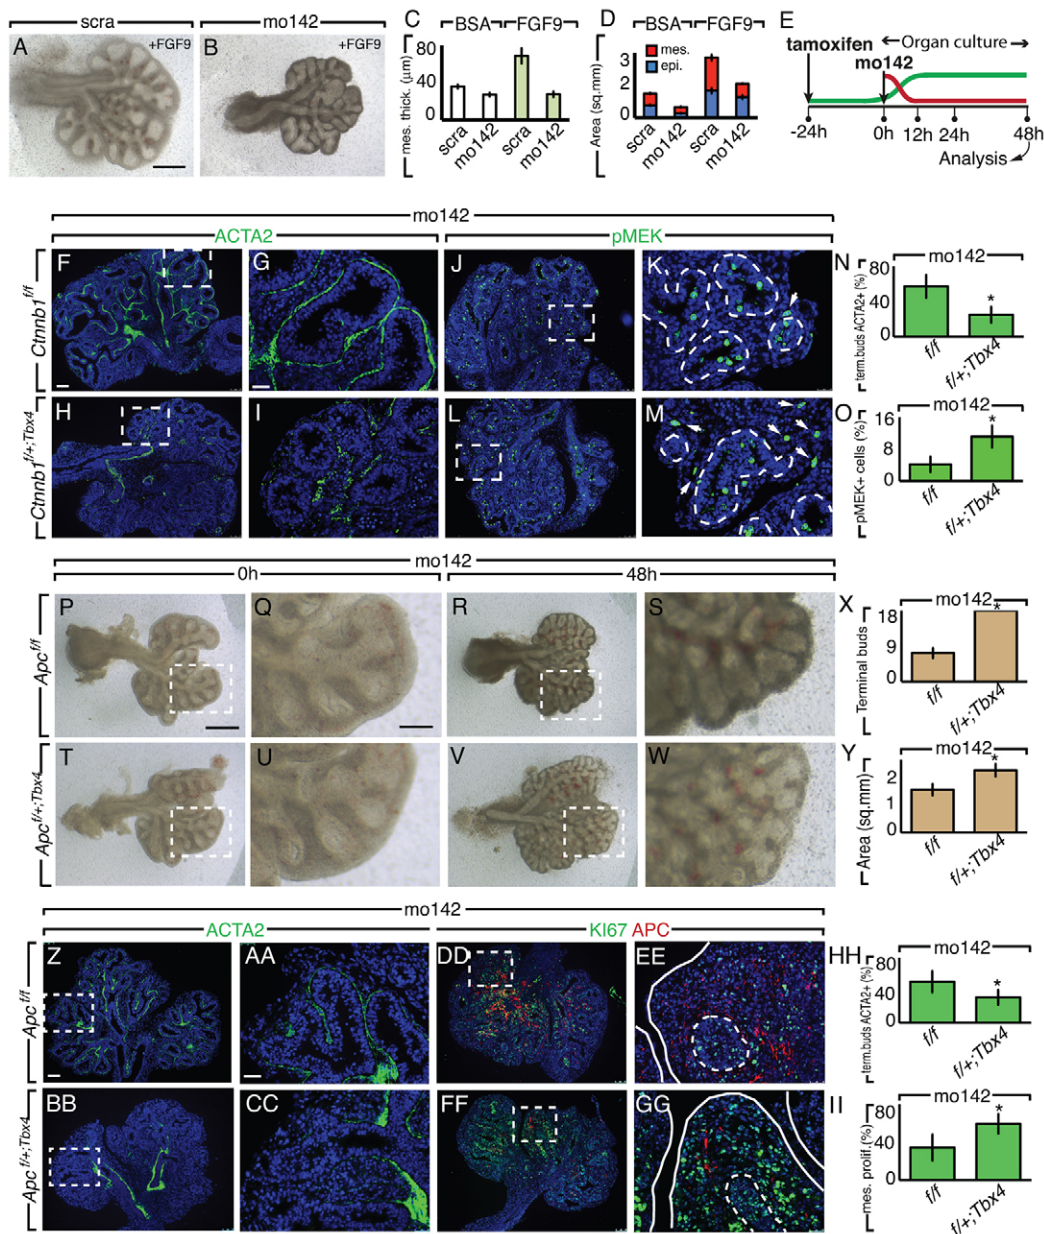 scra
mo142
A
+FGF9
B
+FGF9
C
BSA
FGF9
mes. thick. (μm)
80
40
0
scra
mo142
scra
mo142
D
BSA
FGF9
Area (sq.mm)
3
2
1
0
mes.
epi.
scra
mo142
scra
mo142
E
tamoxifen
Organ culture
mo142
-24h
0h
12h
24h
48h
Analysis
mo142
ACTA2
pMEK
Ctnnb1f/f
F
G
J
K
Ctnnb1f/+;Tbx4
H
I
L
M
N
mo142
term.buds ACTA2+ (%)
80
40
0
*
f/f
f/+;Tbx4
O
mo142
pMEK+ cells (%)
16
8
0
*
f/f
f/+;Tbx4
mo142
0h
48h
Apcf/f
P
Q
R
S
Apcf/+;Tbx4
T
U
V
W
X
mo142
Terminal buds
18
9
0
*
f/f
f/+;Tbx4
Y
mo142
Area (sq.mm)
2
1
0
*
f/f
f/+;Tbx4
mo142
ACTA2
KI67 APC
Apcf/f
Z
AA
DD
EE
Apcf/+;Tbx4
BB
CC
FF
GG
HH
mo142
term.buds ACTA2+ (%)
80
40
0
*
f/f
f/+;Tbx4
II
mo142
mes. prolif.(%)
80
40
0
*
f/f
f/+;Tbx4